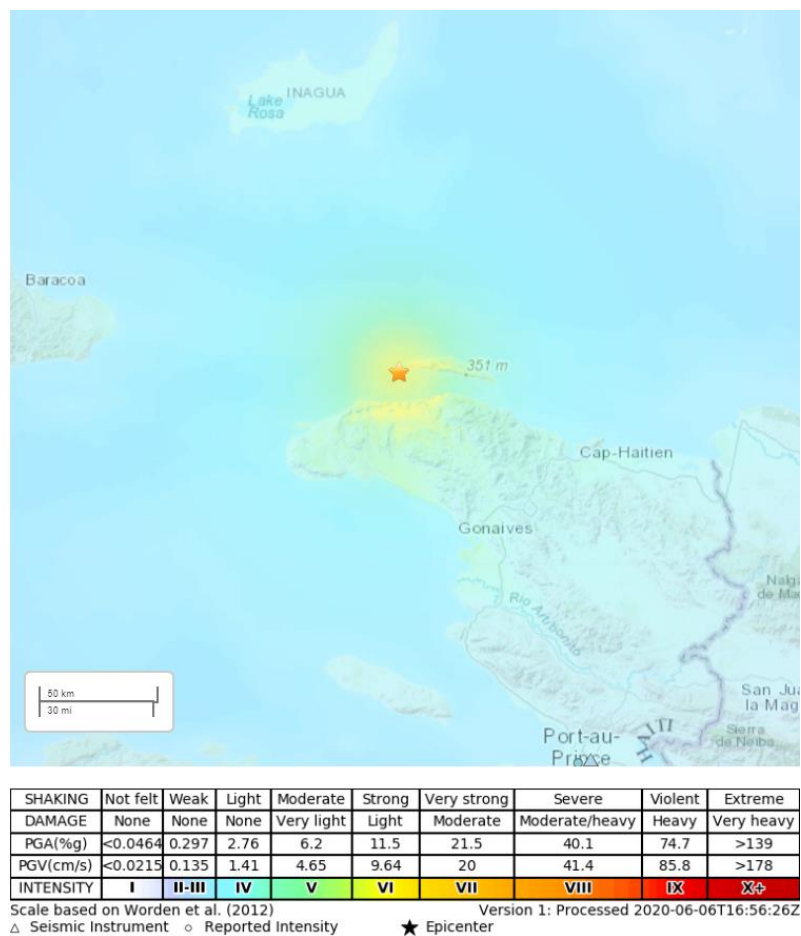 INAGUA
Lake
Rosa
Baracoa
351 m
Cap-Haitien
Gonaives
Rio Artibonito
50 km
30 mi
San Jua
la Mag
Sierra
de Neiba
Port-au-
Prince
HAITI
SHAKING Not felt Weak Light Moderate Strong Very strong Severe Violent Extreme
DAMAGE None None None Very light Light Moderate Moderate/heavy Heavy Very heavy
PGA(%g) <0.0464 0.297 2.76 6.2 11.5 21.5 40.1 74.7 >139
PGV(cm/s) <0.0215 0.135 1.41 4.65 9.64 20 41.4 85.8 >178
INTENSITY I II-III IV V VI VII VIII IX X+
Scale based on Worden et al. (2012) Version 1: Processed 2020-06-06T16:56:26Z
△ Seismic Instrument ○ Reported Intensity ★ Epicenter